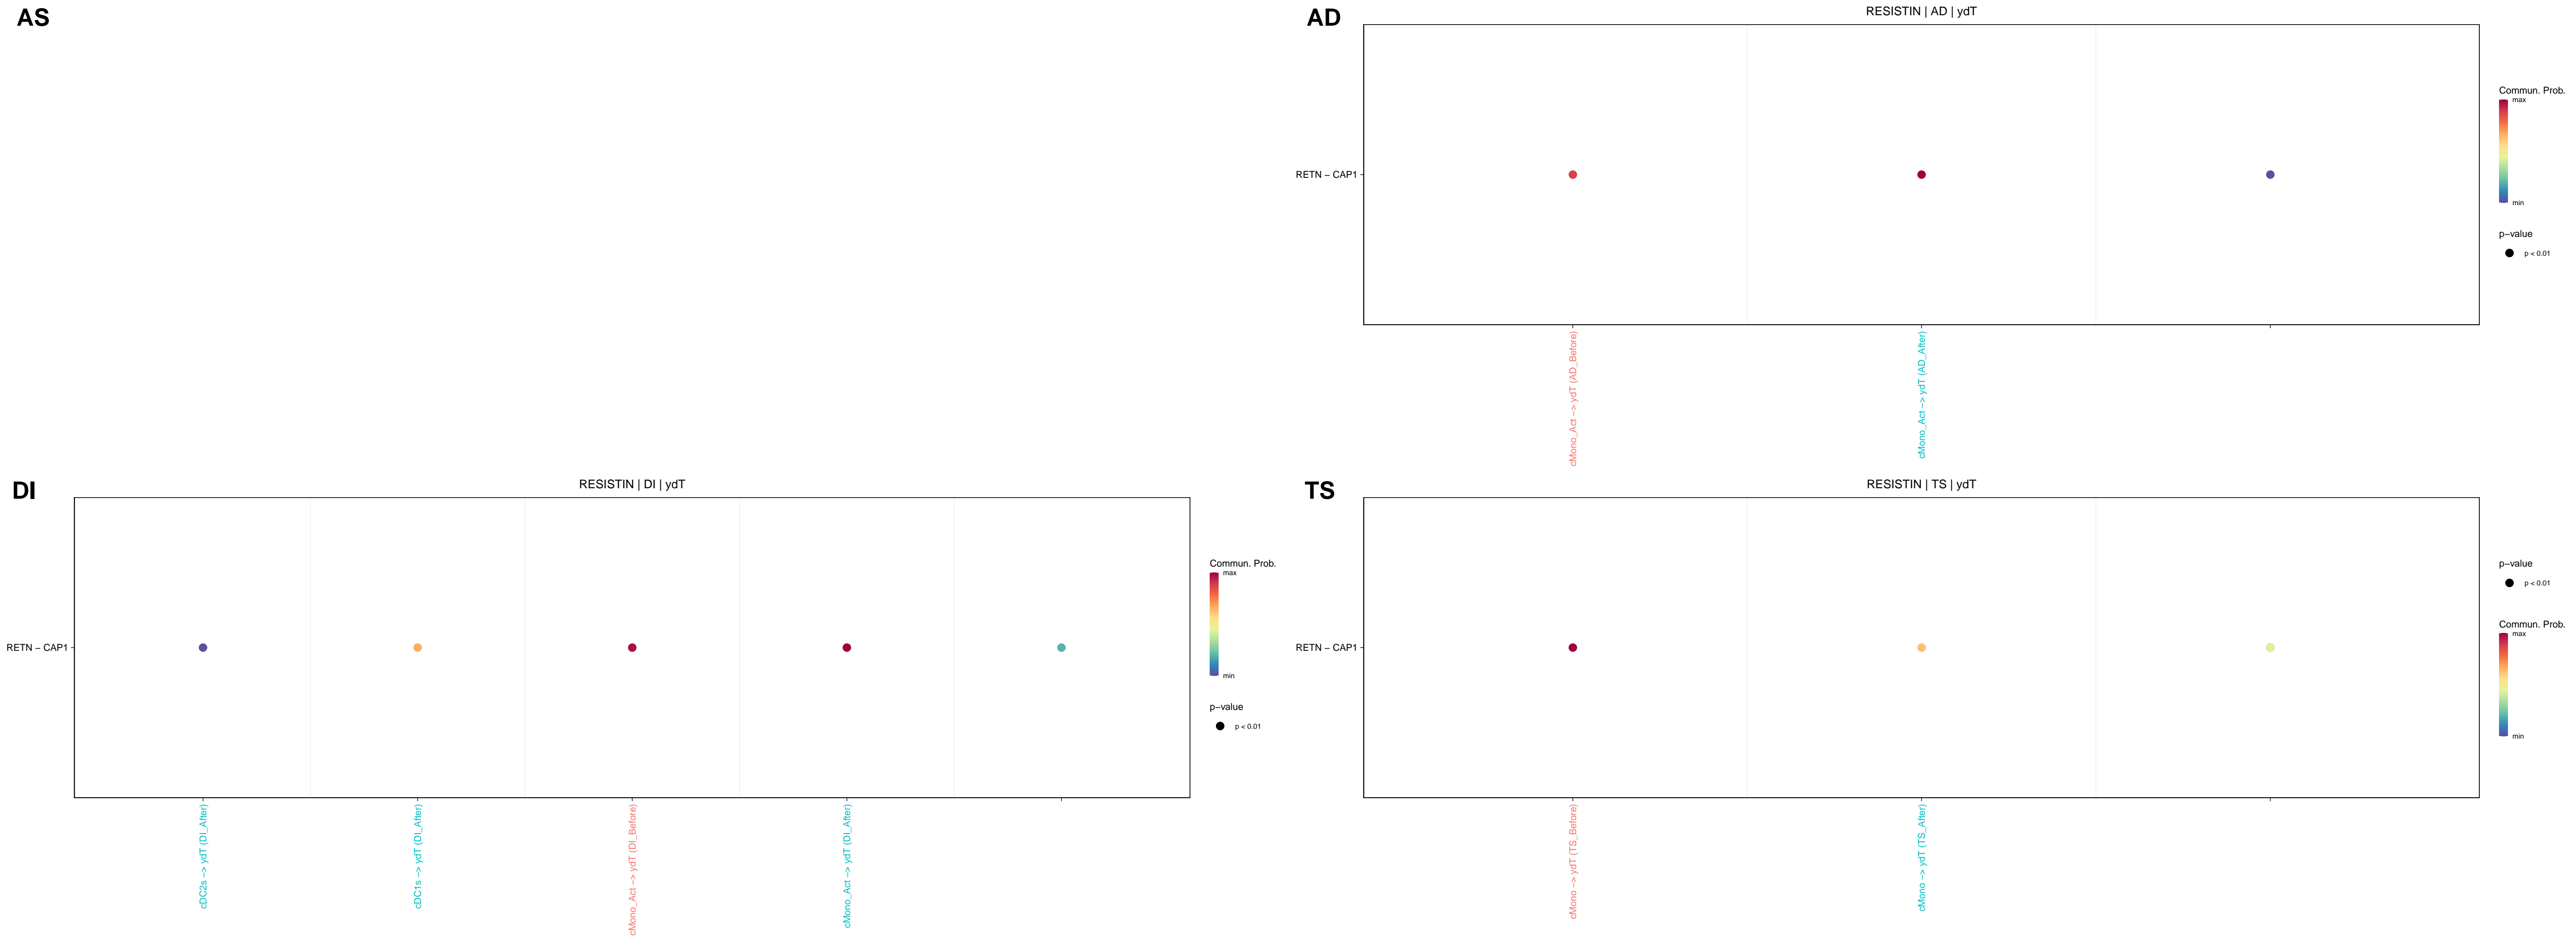 AS
AD
RESISTIN | AD | ydT
RETN − CAP1
cMono_Act −> ydT (AD_Before)
cMono_Act −> ydT (AD_After)
Commun. Prob.
max
min
p−value
p < 0.01
DI
RESISTIN | DI | ydT
RETN − CAP1
cDC2s −> ydT (DI_After)
cDC1s −> ydT (DI_After)
cMono_Act −> ydT (DI_Before)
cMono_Act −> ydT (DI_After)
Commun. Prob.
max
min
p−value
p < 0.01
TS
RESISTIN | TS | ydT
RETN − CAP1
cMono −> ydT (TS_Before)
cMono −> ydT (TS_After)
p−value
p < 0.01
Commun. Prob.
max
min